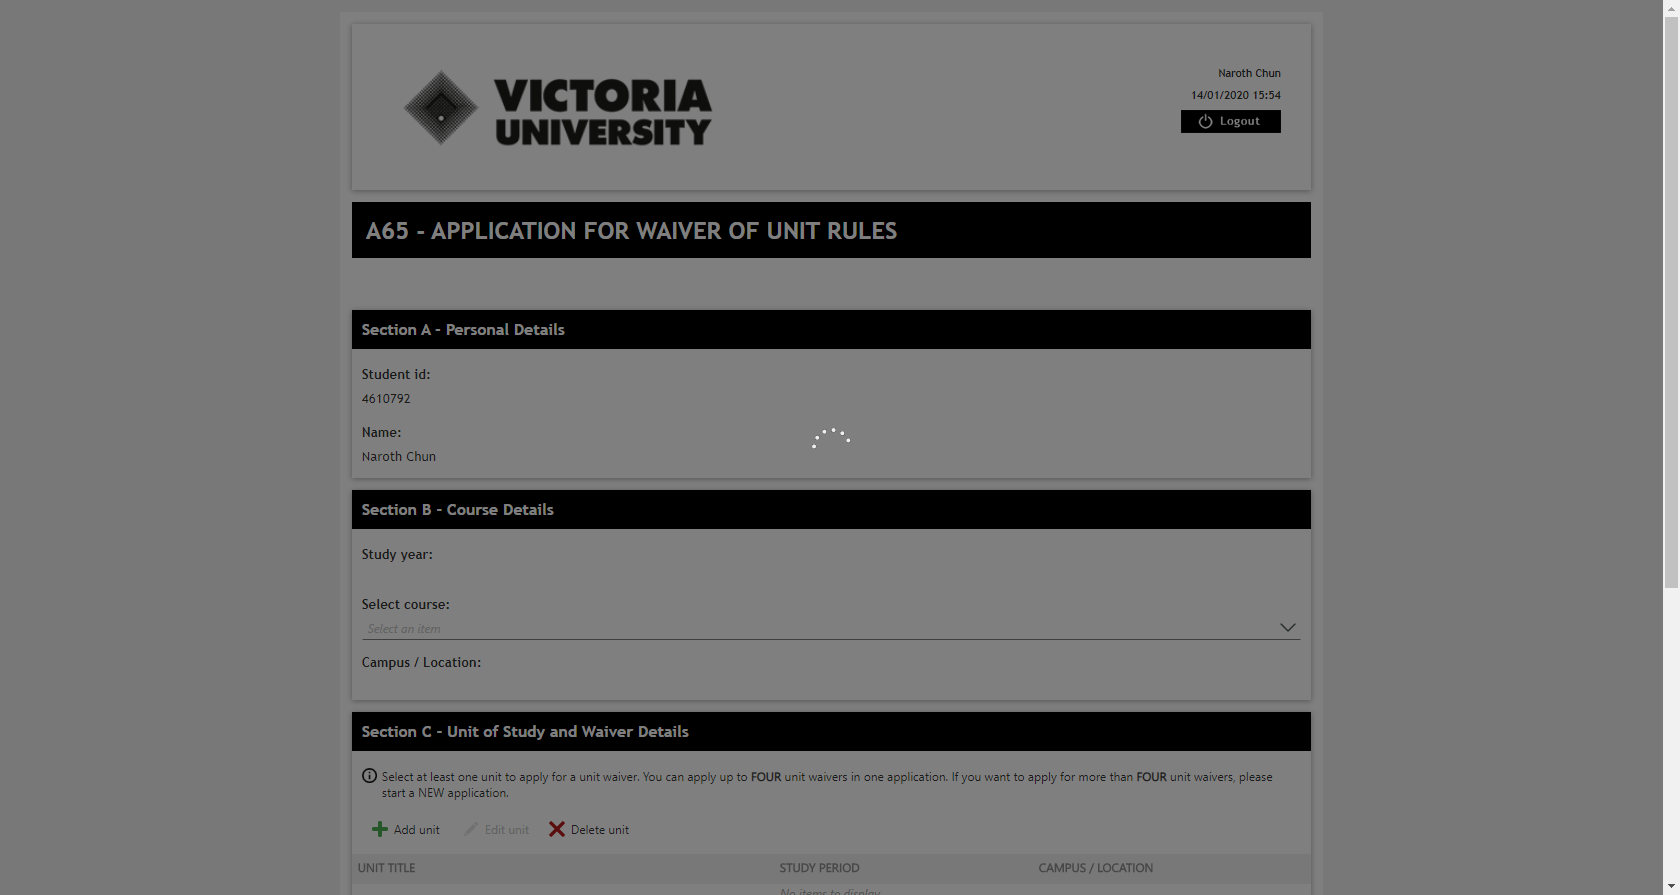 VICTORIA
UNIVERSITY
Naroth Chun
14/01/2020 15:54
Logout
A65 - APPLICATION FOR WAIVER OF UNIT RULES
Section A - Personal Details
Student id:
4610792
Name:
Naroth Chun
Section B - Course Details
Study year:
Select course:
Select an item
Campus / Location:
Section C - Unit of Study and Waiver Details
Select at least one unit to apply for a unit waiver. You can apply up to FOUR unit waivers in one application. If you want to apply for more than FOUR unit waivers, please
start a NEW application.
Add unit Edit unit Delete unit
UNIT TITLE STUDY PERIOD CAMPUS / LOCATION
No items to display